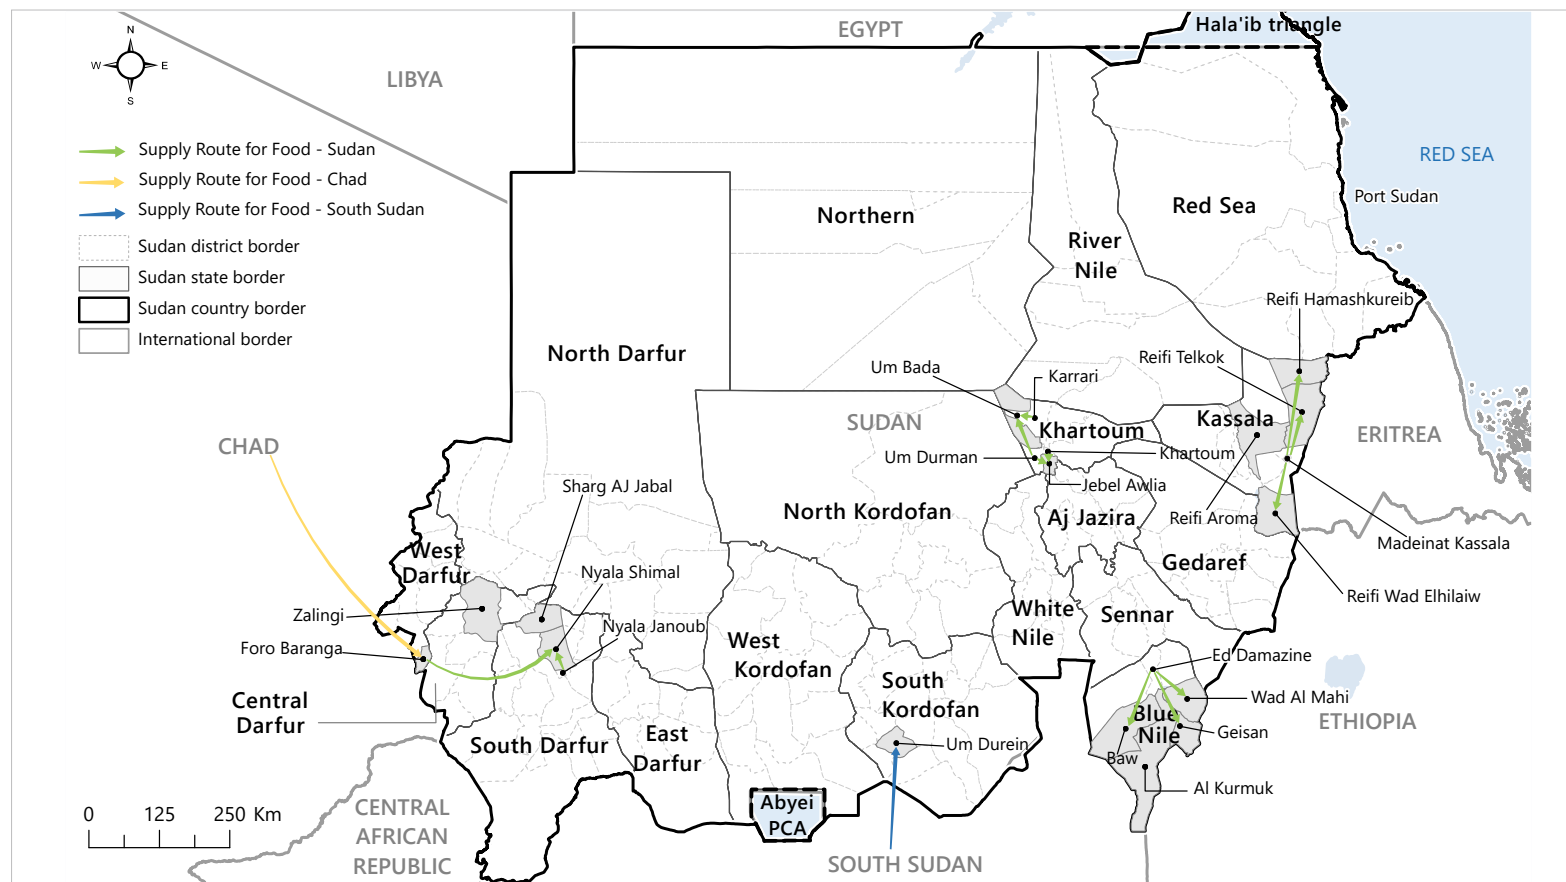 EGYPT
Hala'ib triangle
N
W
E
S
LIBYA
Supply Route for Food - Sudan
Supply Route for Food - Chad
Supply Route for Food - South Sudan
Sudan district border
Sudan state border
Sudan country border
International border
RED SEA
Port Sudan
Red Sea
Northern
River
Nile
Reifi Hamashkureib
Reifi Telkok
North Darfur
Um Bada
Karrari
SUDAN
Khartoum
Kassala
ERITREA
CHAD
Um Durman
Khartoum
Jebel Awlia
Sharg AJ Jabal
North Kordofan
Aj Jazira
Reifi Aroma
Madeinat Kassala
West
Darfur
Nyala Shimal
Gedaref
Reifi Wad Elhilaiw
Zalingi
Nyala Janoub
White
Nile
Sennar
Foro Baranga
West
Kordofan
Ed Damazine
South
Kordofan
Wad Al Mahi
Central
Darfur
Blue
Nile
ETHIOPIA
Geisan
South Darfur
East
Darfur
Um Durein
Baw
Al Kurmuk
0
125
250 Km
CENTRAL
AFRICAN
REPUBLIC
Abyei
PCA
SOUTH SUDAN